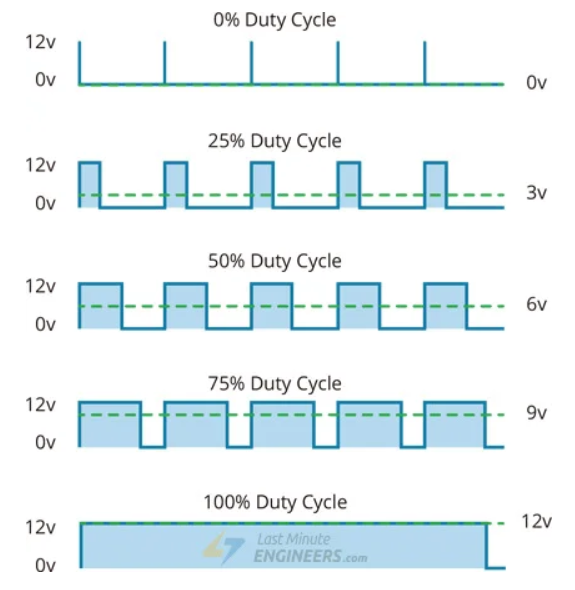 0% Duty Cycle
12v
0v
0v
25% Duty Cycle
12v
0v
3v
50% Duty Cycle
12v
0v
6v
75% Duty Cycle
12v
0v
9v
100% Duty Cycle
12v
12v
0v
Last Minute
ENGINEERS.com